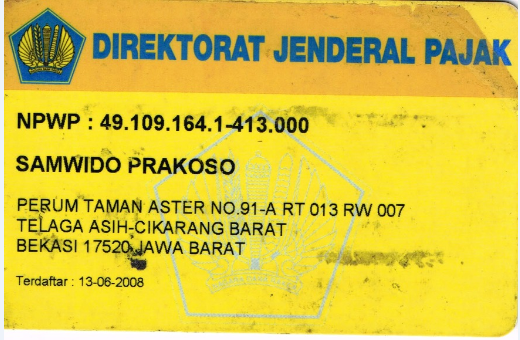 DIREKTORAT JENDERAL PAJAK
NPWP : 49.109.164.1-413.000
SAMWIDO PRAKOSO
PERUM TAMAN ASTER NO.91-A RT 013 RW 007
TELAGA ASIH-CIKARANG BARAT
BEKASI 17520 JAWA BARAT
Terdaftar : 13-06-2008